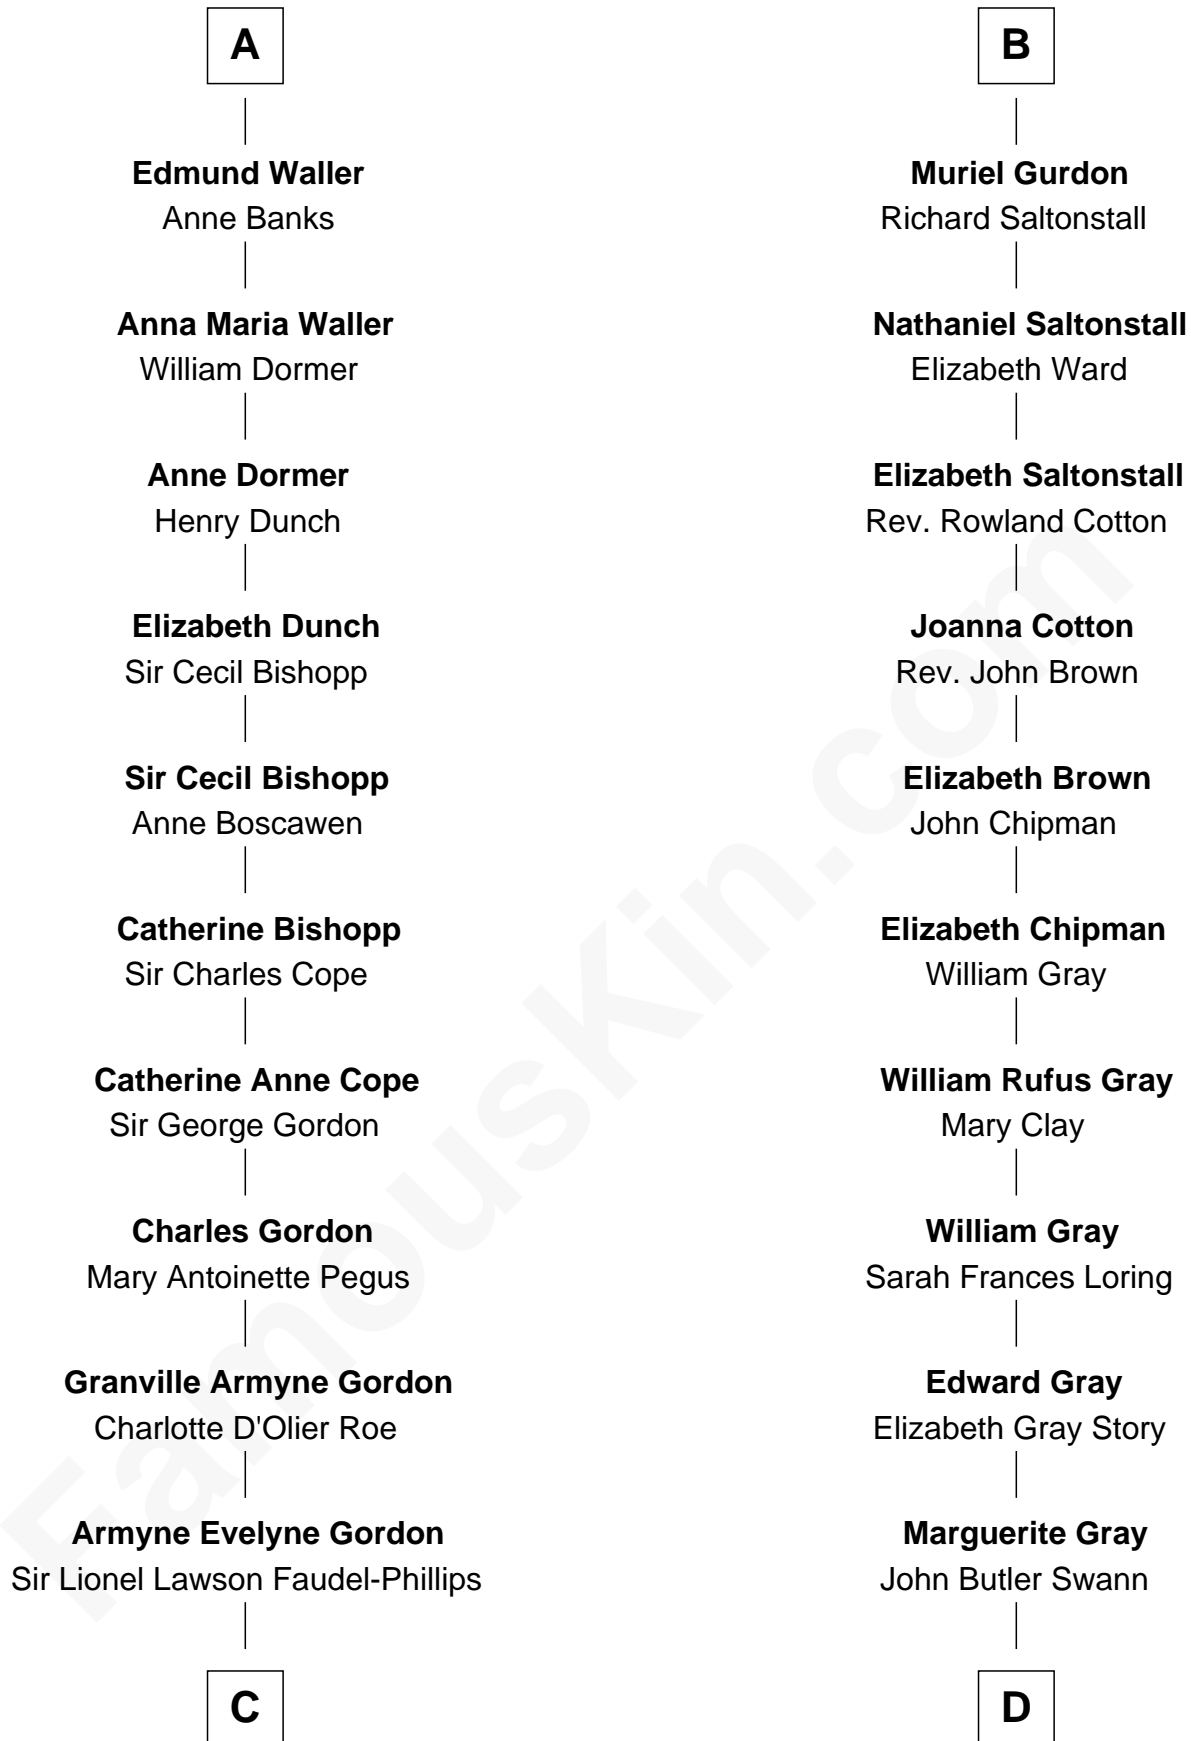 A
Edmund Waller
Anne Banks
Anna Maria Waller
William Dormer
Anne Dormer
Henry Dunch
Elizabeth Dunch
Sir Cecil Bishopp
Sir Cecil Bishopp
Anne Boscawen
Catherine Bishopp
Sir Charles Cope
Catherine Anne Cope
Sir George Gordon
Charles Gordon
Mary Antoinette Pegus
Granville Armyne Gordon
Charlotte D'Olier Roe
Armyne Evelyne Gordon
Sir Lionel Lawson Faudel-Phillips
C
B
Muriel Gurdon
Richard Saltonstall
Nathaniel Saltonstall
Elizabeth Ward
Elizabeth Saltonstall
Rev. Rowland Cotton
Joanna Cotton
Rev. John Brown
Elizabeth Brown
John Chipman
Elizabeth Chipman
William Gray
William Rufus Gray
Mary Clay
William Gray
Sarah Frances Loring
Edward Gray
Elizabeth Gray Story
Marguerite Gray
John Butler Swann
D
FamousKin.com